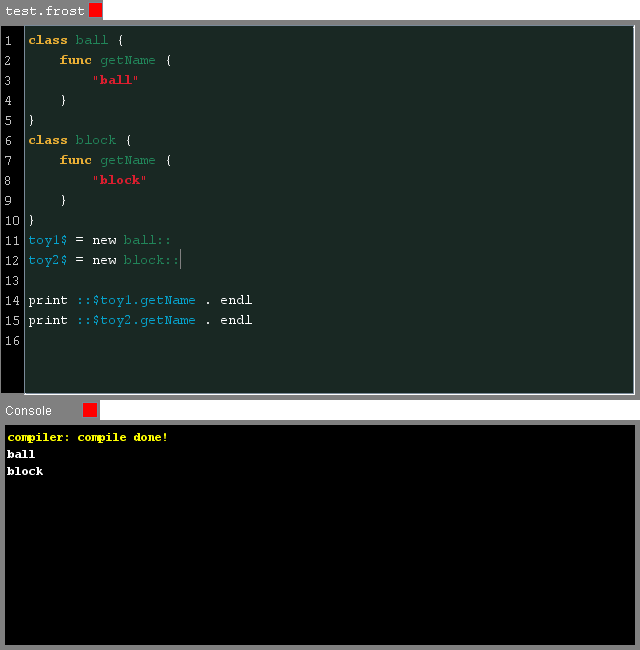 test.frost
1 class ball {
2     func getName {
3         "ball"
4     }
5 }
6 class block {
7     func getName {
8         "block"
9     }
10 }
11 toy1$ = new ball::
12 toy2$ = new block::
13
14 print ::$toy1.getName . endl
15 print ::$toy2.getName . endl
16
Console
compiler: compile done!
ball
block